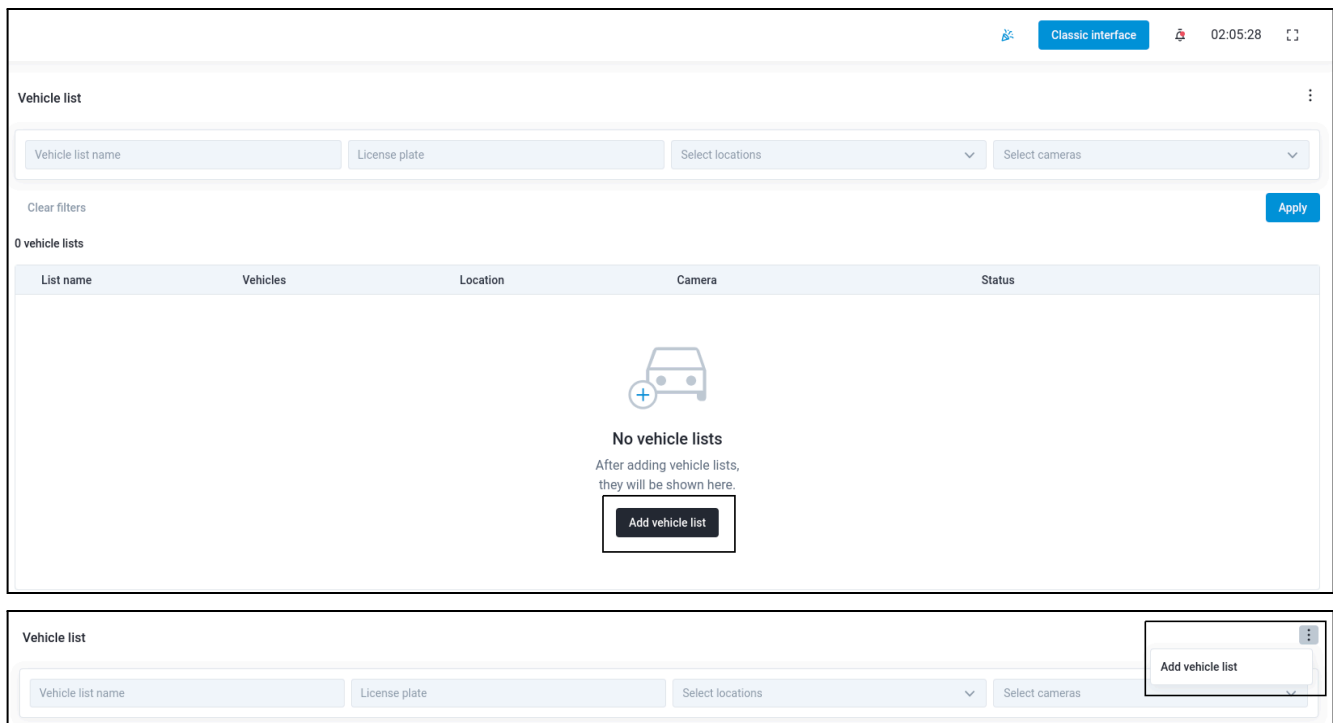 Classic interface 02:05:28
Vehicle list
Vehicle list name License plate Select locations Select cameras
Clear filters Apply
0 vehicle lists
List name Vehicles Location Camera Status
No vehicle lists
After adding vehicle lists,
they will be shown here.
Add vehicle list
Vehicle list
Add vehicle list
Vehicle list name License plate Select locations Select cameras